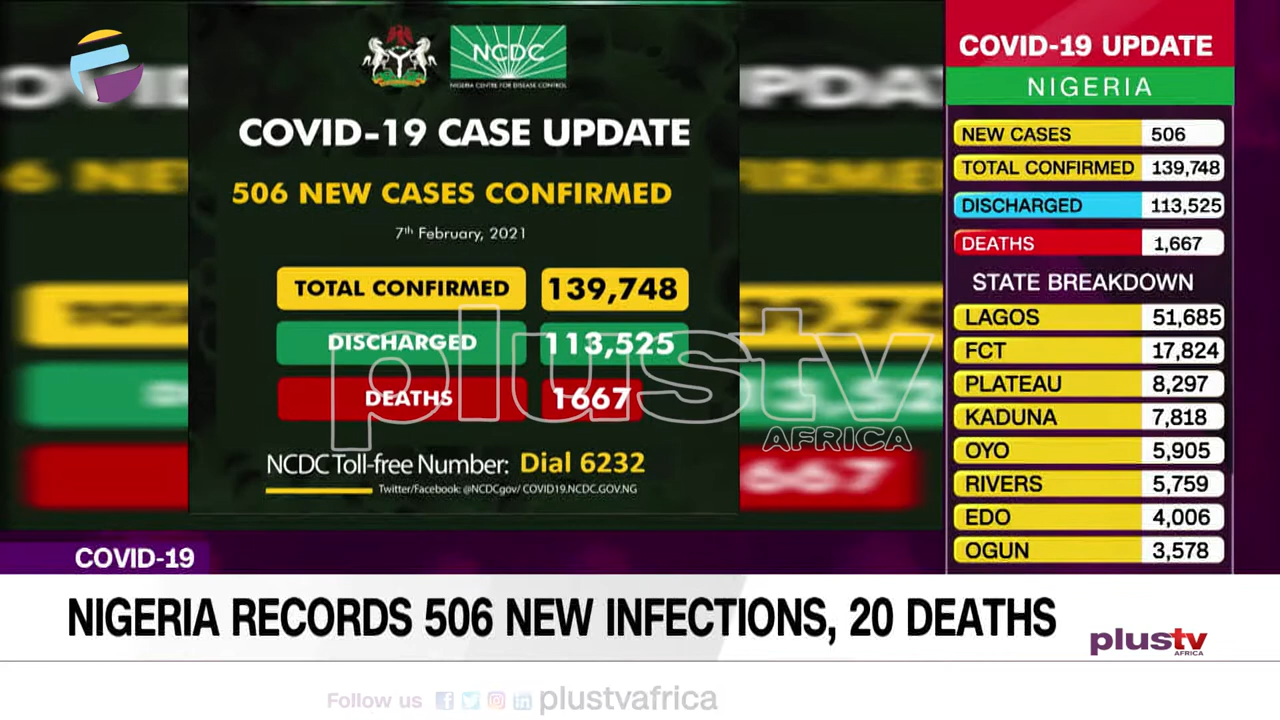 NCDC
NIGERIA CENTRE FOR DISEASE CONTROL
COVID-19 CASE UPDATE
506 NEW CASES CONFIRMED
7th February, 2021
TOTAL CONFIRMED 139,748
DISCHARGED 113,525
DEATHS 1667
NCDC Toll-free Number: Dial 6232
Twitter/Facebook: @NCDCgov/ COVID19.NCDC.GOV.NG
plustv
AFRICA
COVID-19 UPDATE
NIGERIA
NEW CASES 506
TOTAL CONFIRMED 139,748
DISCHARGED 113,525
DEATHS 1,667
STATE BREAKDOWN
LAGOS 51,685
FCT 17,824
PLATEAU 8,297
KADUNA 7,818
OYO 5,905
RIVERS 5,759
EDO 4,006
OGUN 3,578
COVID-19
NIGERIA RECORDS 506 NEW INFECTIONS, 20 DEATHS
plustv
AFRICA
Follow us plustvafrica